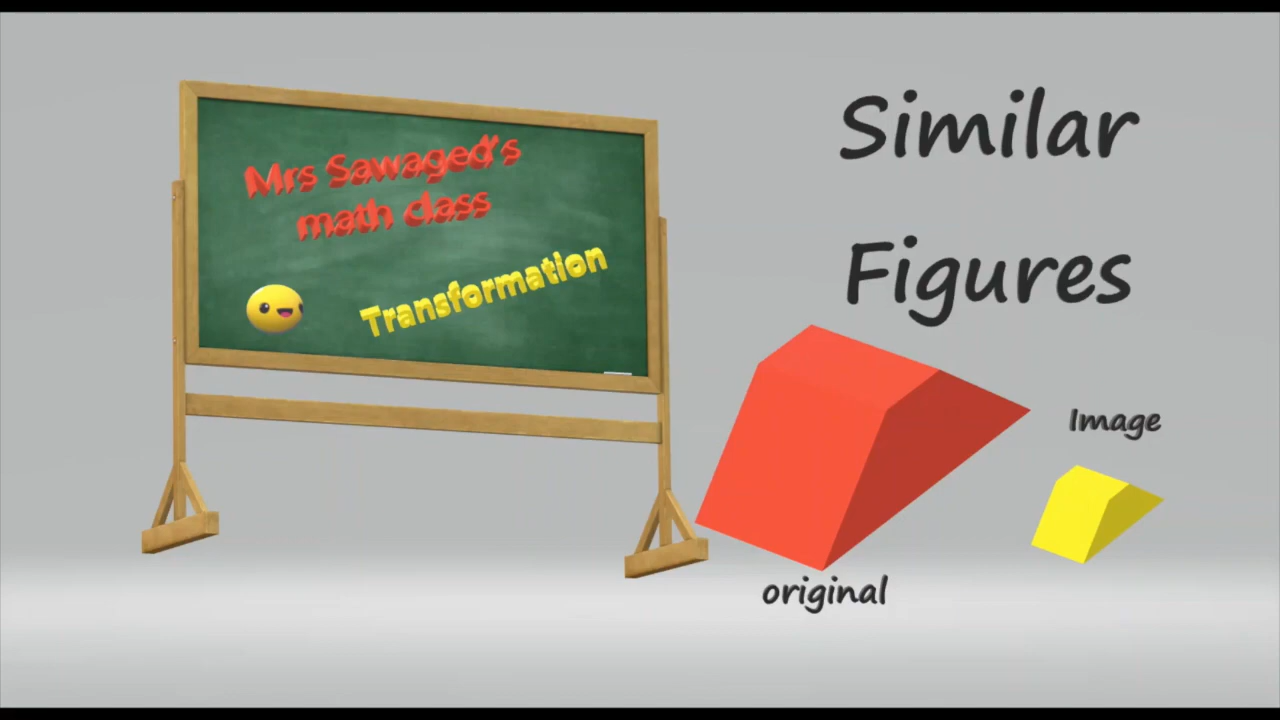 Mrs Sawaged's
math class
Transformation
Similar
Figures
Image
original